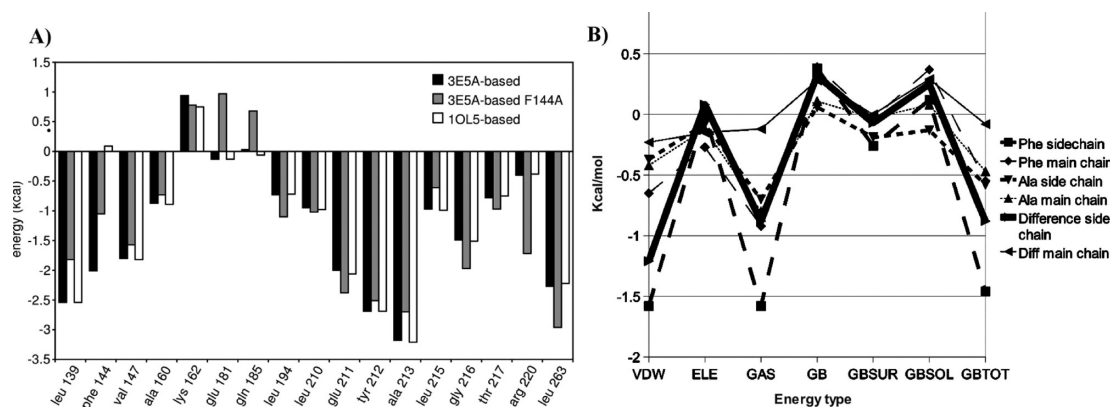 A)
1.5
1
0.5
0
-0.5
-1
-1.5
-2
-2.5
-3
-3.5
energy (kcal)
3E5A-based
3E5A-based F144A
1OL5-based
leu 139
phe 144
val 147
ala 160
lys 162
glu 181
gln 185
leu 194
leu 210
glu 211
tyr 212
ala 213
leu 215
gly 216
thr 217
arg 220
leu 263
B)
0.5
0
-0.5
-1
-1.5
-2
Kcal/mol
VDW
ELE
GAS
GB
GBSUR
GBSOL
GBTOT
Energy type
Phe sidechain
Phe main chain
Ala side chain
Ala main chain
Difference side
chain
Diff main chain